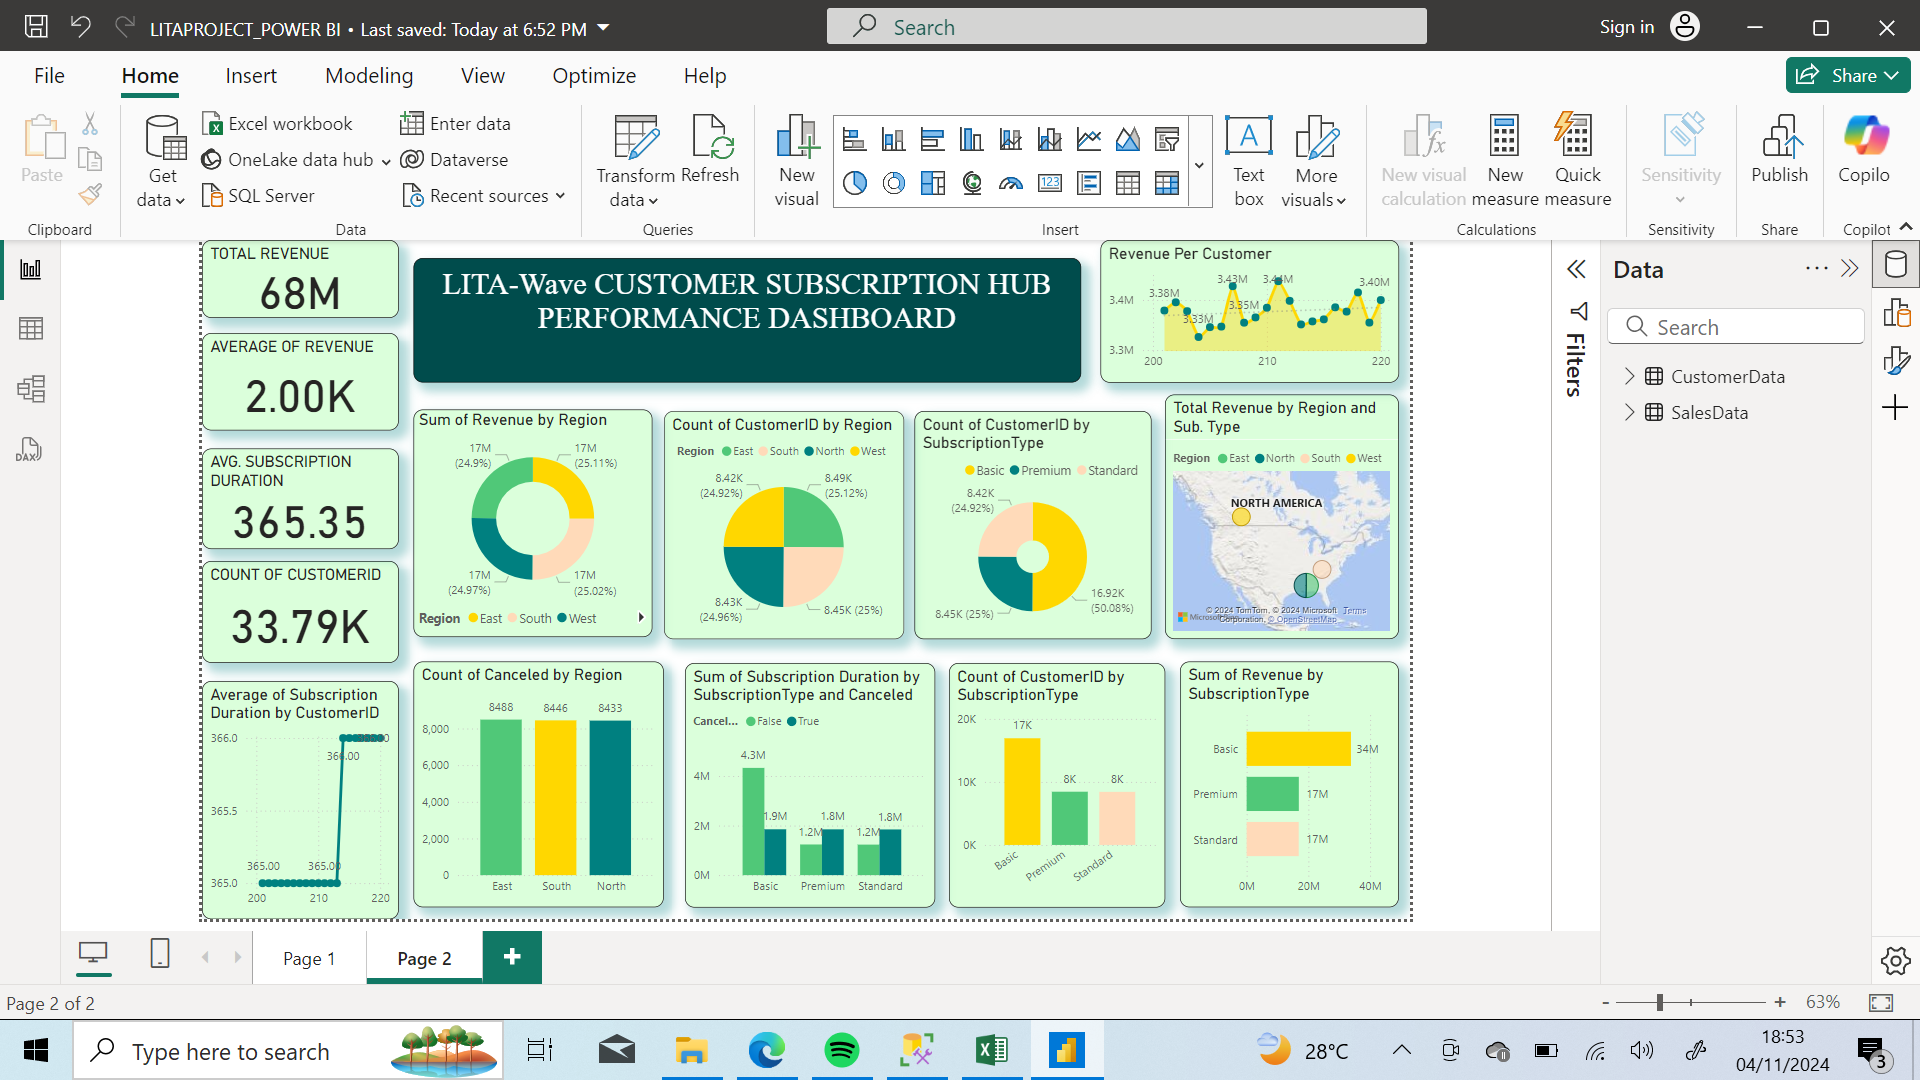 LITAPROJECT_POWER BI • Last saved: Today at 6:52 PM
Search
Sign in
File
Home
Insert
Modeling
View
Optimize
Help
Share
Paste
Clipboard
Get
data
Excel workbook
OneLake data hub
SQL Server
Enter data
Dataverse
Recent sources
Data
Transform
data
Refresh
Queries
New
visual
123
Insert
A
Text
box
More
visuals
New visual
calculation
New
measure
Quick
measure
Calculations
Sensitivity
Sensitivity
Publish
Share
Copilo
Copilot
TOTAL REVENUE
68M
AVERAGE OF REVENUE
2.00K
AVG. SUBSCRIPTION
DURATION
365.35
COUNT OF CUSTOMERID
33.79K
LITA-Wave CUSTOMER SUBSCRIPTION HUB
PERFORMANCE DASHBOARD
Revenue Per Customer
3.4M
3.3M
3.38M
3.33M
3.43M
3.35M
3.44M
3.40M
200
210
220
Sum of Revenue by Region
17M
(24.9%)
17M
(25.11%)
17M
(24.97%)
17M
(25.02%)
Region East South West
Count of CustomerID by Region
Region East South North West
8.42K
(24.92%)
8.49K
(25.12%)
8.43K
(24.96%)
8.45K (25%)
Count of CustomerID by
SubscriptionType
Basic Premium Standard
8.42K
(24.92%)
8.45K (25%)
16.92K
(50.08%)
Total Revenue by Region and
Sub. Type
Region East North South West
NORTH AMERICA
© 2024 TomTom, © 2024 Microsoft
Corporation, © OpenStreetMap
Terms
Average of Subscription
Duration by CustomerID
366.0
365.5
365.0
365.00
365.00
200
210
220
Count of Canceled by Region
8,000
6,000
4,000
2,000
0
8488
8446
8433
East
South
North
Sum of Subscription Duration by
SubscriptionType and Canceled
Cancel... False True
4M
2M
0M
4.3M
1.9M
1.2M
1.8M
1.2M
1.8M
Basic
Premium
Standard
Count of CustomerID by
SubscriptionType
20K
10K
0K
17K
8K
8K
Basic
Premium
Standard
Sum of Revenue by
SubscriptionType
Basic
34M
Premium
17M
Standard
17M
0M
20M
40M
Filters
Data
Search
CustomerData
SalesData
DAX
Page 1
Page 2
Page 2 of 2
63%
Type here to search
28°C
18:53
04/11/2024
3